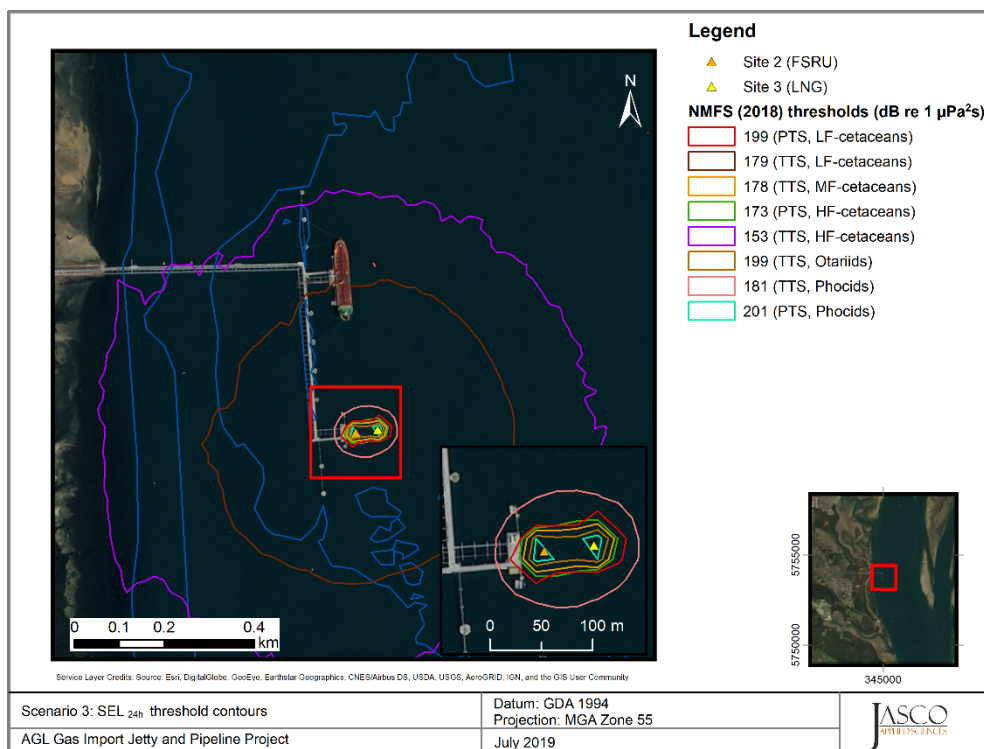 Legend
Site 2 (FSRU)
Site 3 (LNG)
NMFS (2018) thresholds (dB re 1 µPa²s)
199 (PTS, LF-cetaceans)
179 (TTS, LF-cetaceans)
178 (TTS, MF-cetaceans)
173 (PTS, HF-cetaceans)
153 (TTS, HF-cetaceans)
199 (TTS, Otariids)
181 (TTS, Phocids)
201 (PTS, Phocids)
N
0 0.1 0.2 0.4
km
0 50 100 m
5755000
5750000
345000
Service Layer Credits: Source: Esri, DigitalGlobe, GeoEye, Earthstar Geographics, CNES/Airbus DS, USDA, USGS, AeroGRID, IGN, and the GIS User Community
Scenario 3: SEL 24h threshold contours
AGL Gas Import Jetty and Pipeline Project
Datum: GDA 1994
Projection: MGA Zone 55
July 2019
JASCO
APPLIED SCIENCES